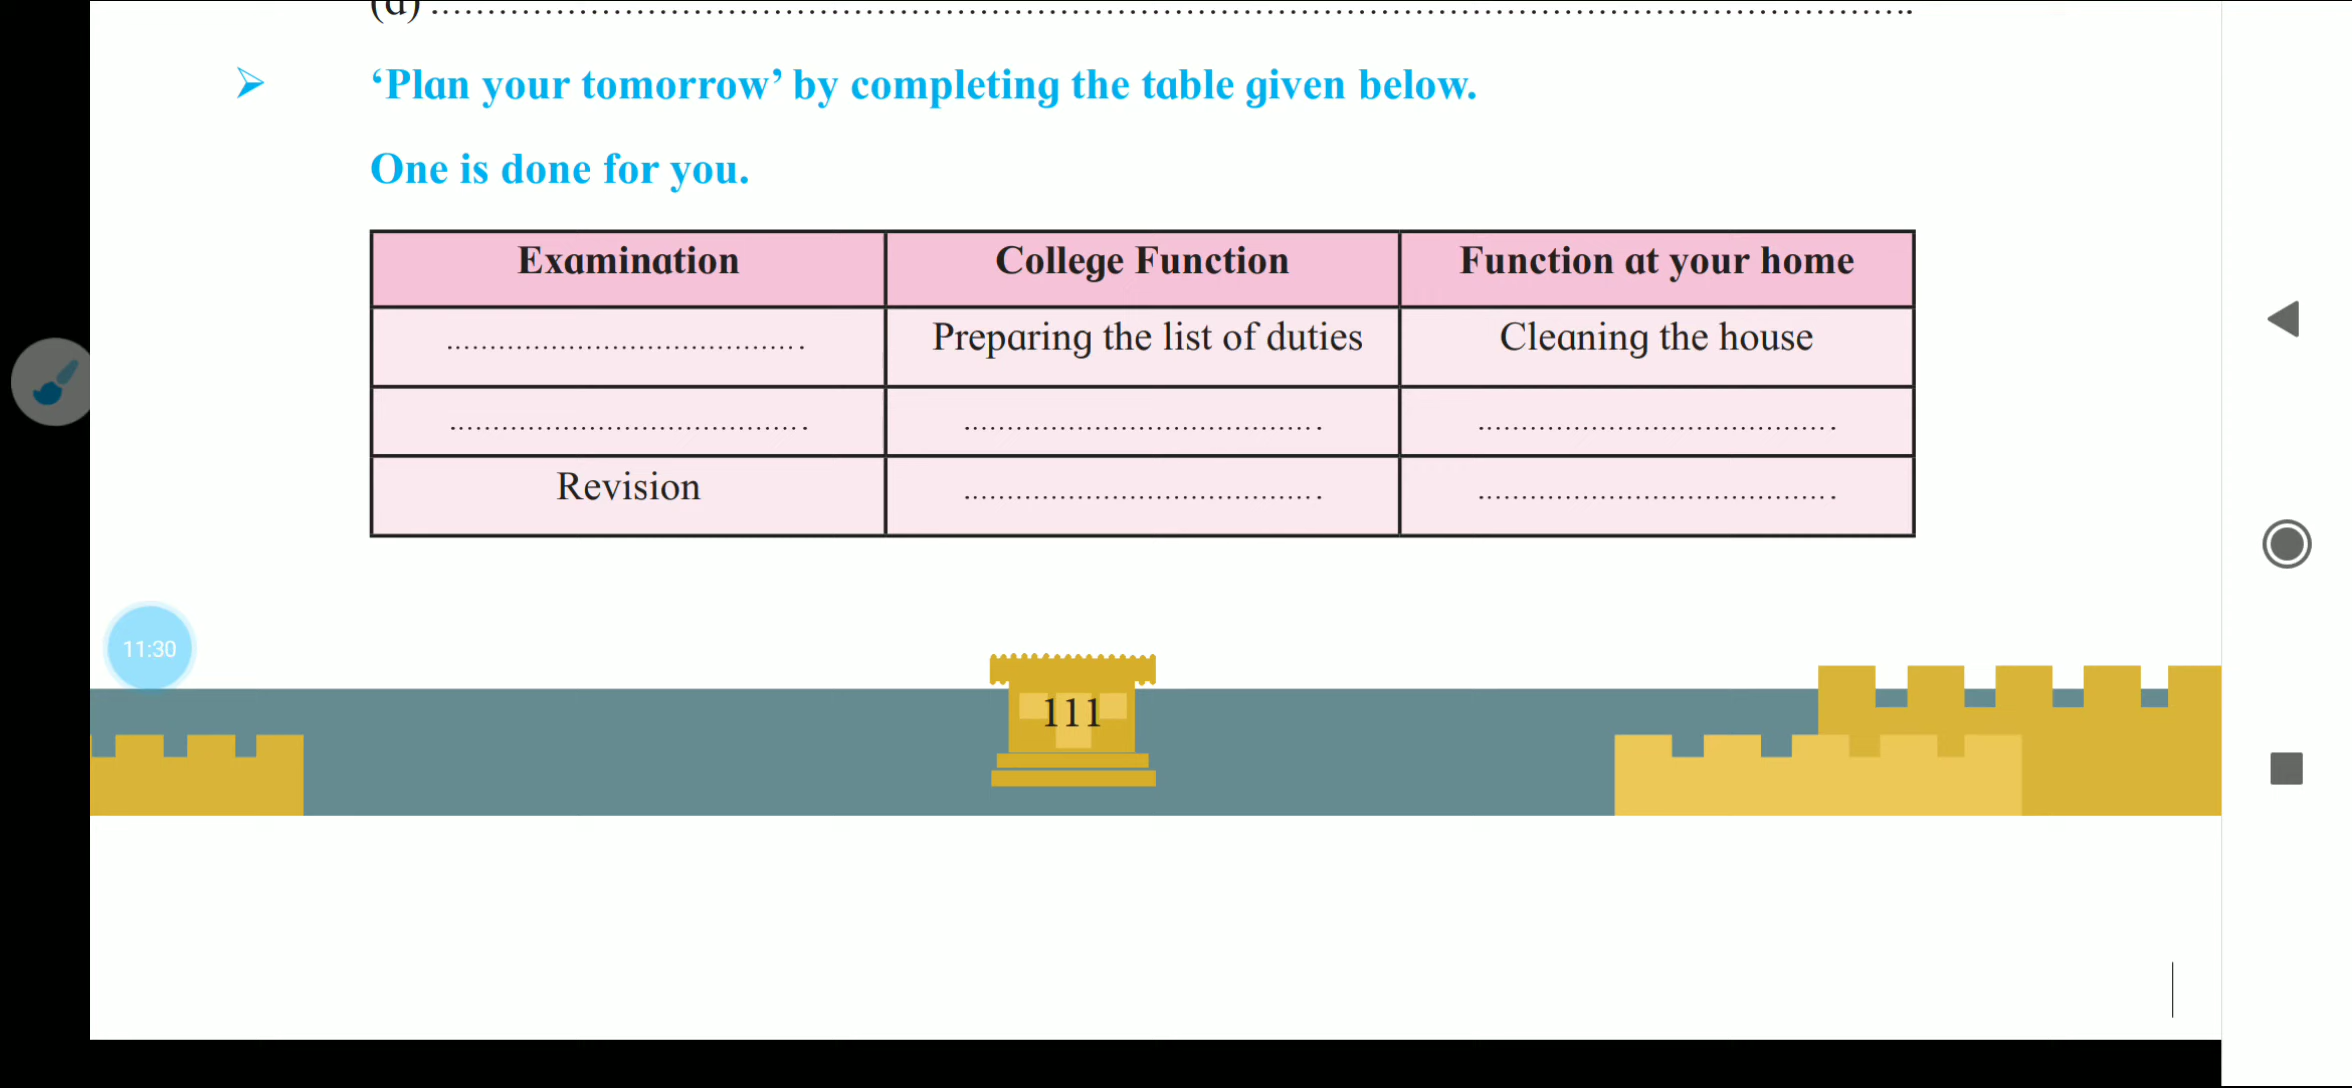 (d) ........................................
‘Plan your tomorrow’ by completing the table given below.
One is done for you.
Examination College Function Function at your home
........................................ Preparing the list of duties Cleaning the house
........................................ ........................................ ........................................
Revision ........................................ ........................................
11:30
111